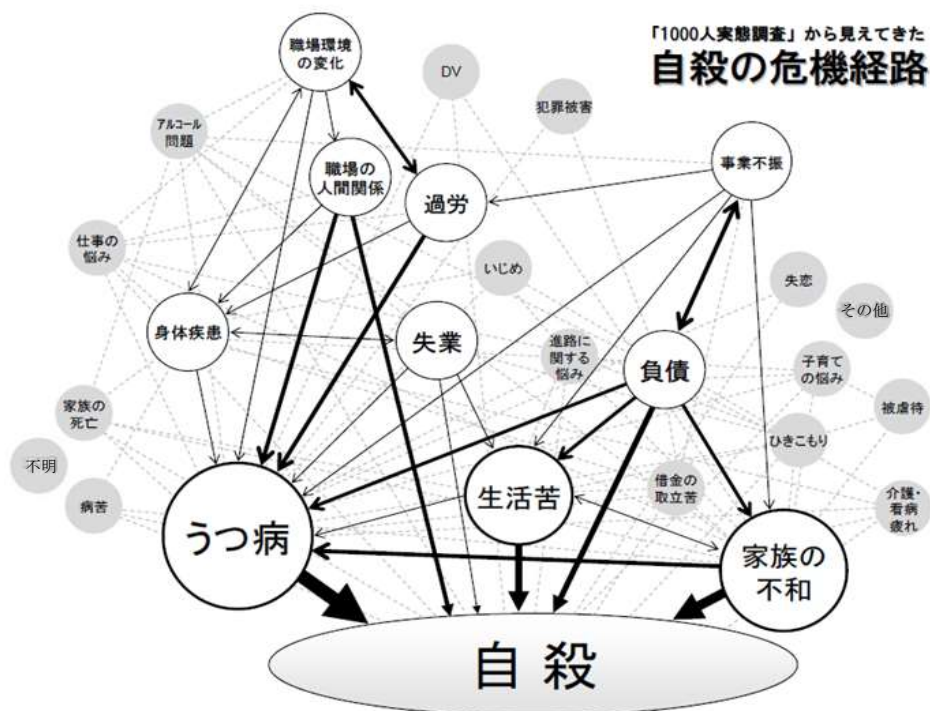 「1000人実態調査」から見えてきた
自殺の危機経路
職場環境
の変化
DV
犯罪被害
アルコール
問題
職場の
人間関係
過労
事業不振
仕事の
悩み
いじめ
失恋
その他
身体疾患
失業
進路に
関する
悩み
負債
子育て
の悩み
家族の
死亡
被虐待
ひきこもり
不明
病苦
うつ病
生活苦
借金の
取立苦
介護・
看病
疲れ
家族の
不和
自殺